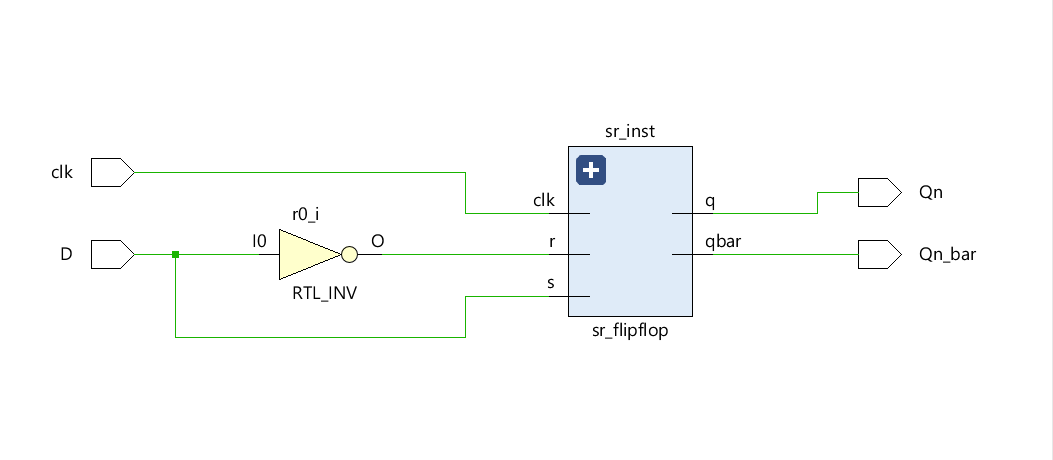 sr_inst
clk
clk
q
Qn
r0_i
D
I0
O
r
qbar
Qn_bar
s
RTL_INV
sr_flipflop